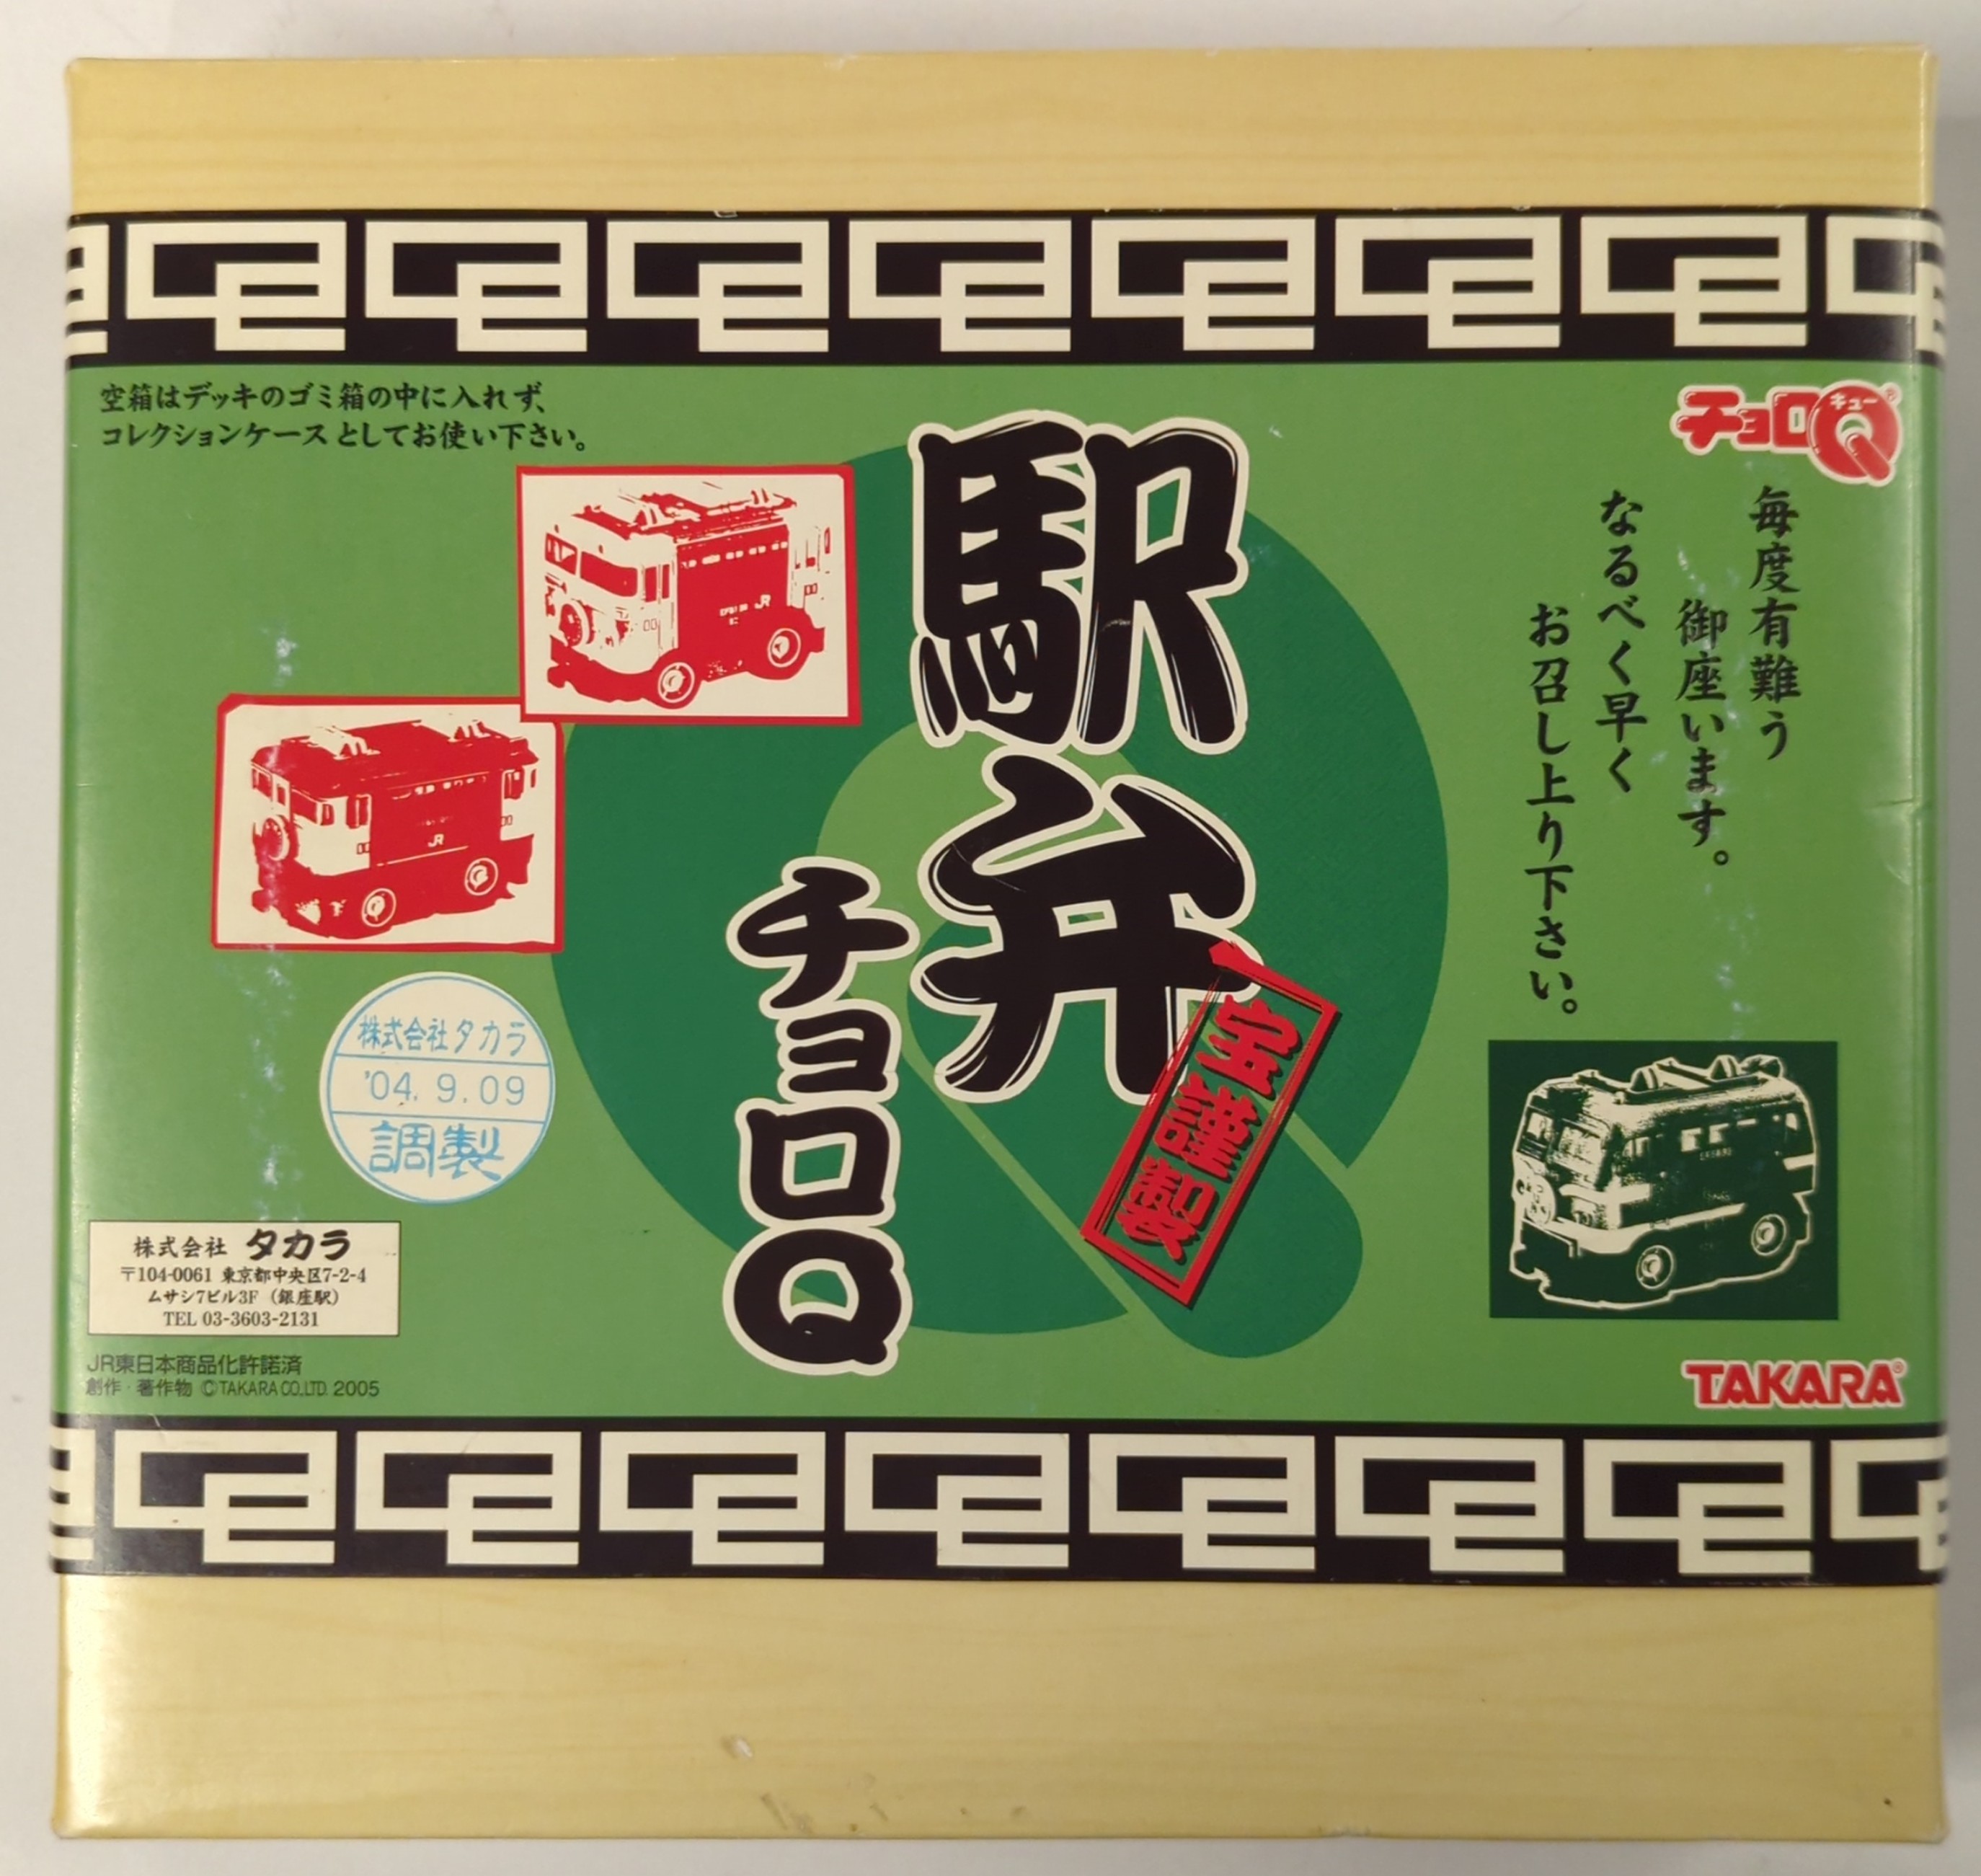 空箱はデッキのゴミ箱の中に入れず、
コレクションケースとしてお使い下さい。
チョロQ
キュー
毎度有難う
御座います。
なるべく早く
お召し上り下さい。
駅弁
チョロQ
宝謹製
JR
JR
株式会社タカラ
'04. 9. 09
調製
株式会社 タカラ
〒104-0061 東京都中央区7-2-4
ムサシ7ビル3F（銀座駅）
TEL 03-3603-2131
JR東日本商品化許諾済
創作・著作物 ©TAKARA CO.,LTD. 2005
TAKARA®